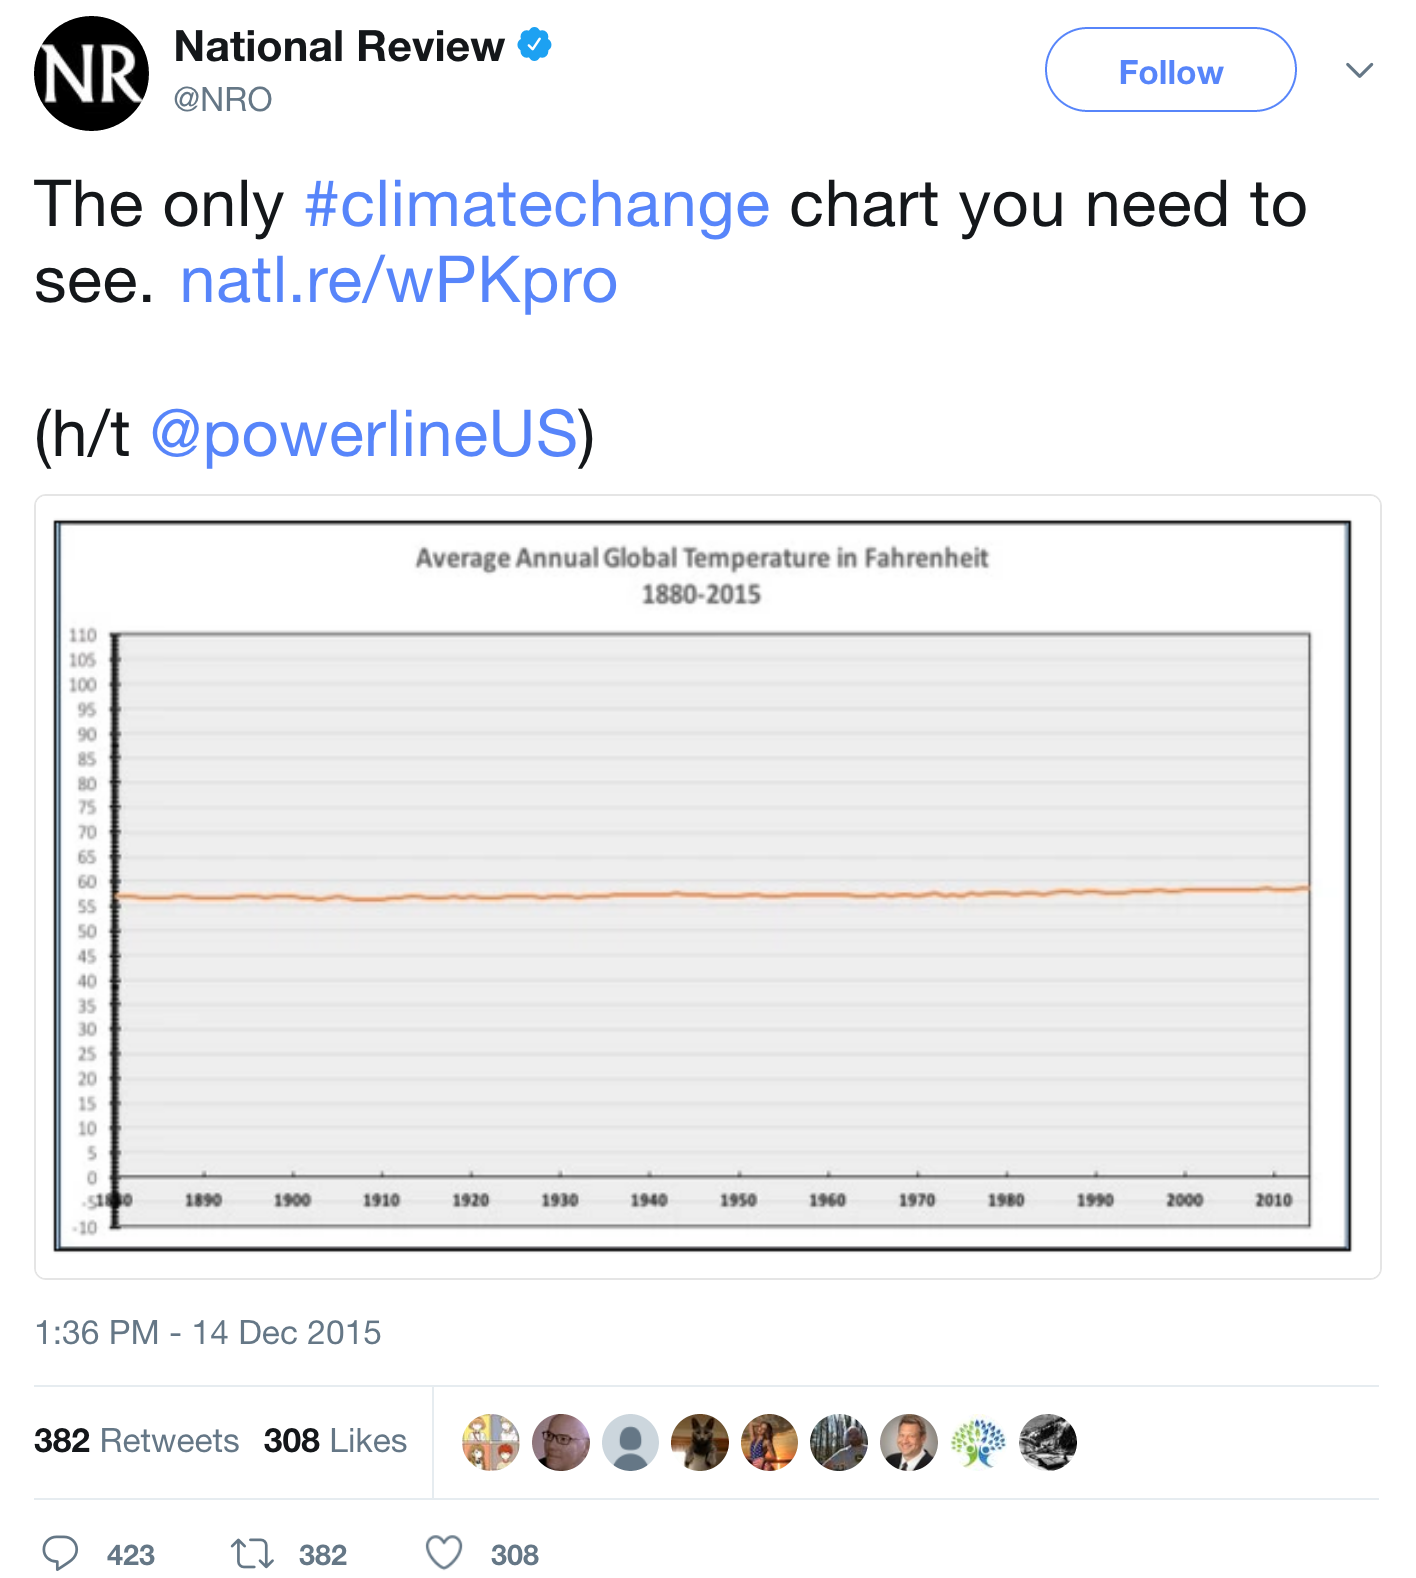 NR
National Review
@NRO
Follow
The only #climatechange chart you need to
see. natl.re/wPKpro
(h/t @powerlineUS)
Average Annual Global Temperature in Fahrenheit
1880-2015
110
105
100
95
90
85
80
75
70
65
60
55
50
45
40
35
30
25
20
15
10
5
0
-5
1880 1890 1900 1910 1920 1930 1940 1950 1960 1970 1980 1990 2000 2010
-10
1:36 PM - 14 Dec 2015
382 Retweets 308 Likes
423 382 308